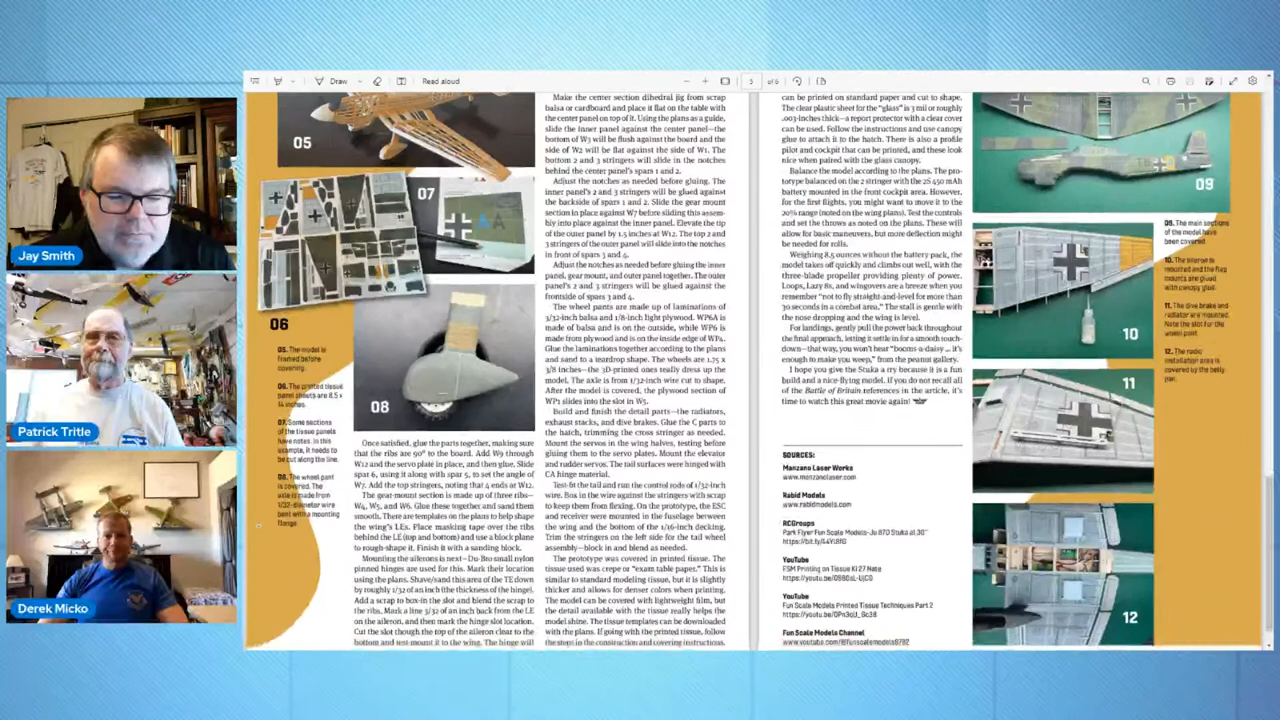 Draw
Read aloud
5
of 6
05
07
06
08
05. The model is
framed before
covering.
06. The printed tissue
panel sheets are 8.5 x
14 inches.
07. Some sections
of the tissue panels
have notes. In this
example, it needs to
be cut along the line.
08. The wheel pant
is covered. The
axle is made from
1/32-diameter wire
bent with a mounting
flange.
Once satisfied, glue the parts together, making sure
that the ribs are 90° to the board. Add W9 through
W12 and the servo plate in place, and then glue. Slide
spar 6, using it along with spar 5, to set the angle of
W7. Add the top stringers, noting that 4 ends at W12.
The gear-mount section is made up of three ribs—
W4, W5, and W6. Glue these together and sand them
smooth. There are templates on the plans to help shape
the wing's LEs. Place masking tape over the ribs
behind the LE (top and bottom) and use a block plane
to rough-shape it. Finish it with a sanding block.
Mounting the ailerons is next—Du-Bro small nylon
pinned hinges are used for this. Mark their location
using the plans. Shave/sand this area of the TE down
by roughly 1/32 of an inch (the thickness of the hinge).
Add a scrap to box-in the slot and blend the scrap to
the ribs. Mark a line 3/32 of an inch back from the LE
on the aileron, and then mark the hinge slot location.
Cut the slot though the top of the aileron clear to the
bottom and test-mount it to the wing. The hinge will
Make the center section dihedral jig from scrap
balsa or cardboard and place it flat on the table with
the center panel on top of it. Using the plans as a guide,
slide the inner panel against the center panel—the
bottom of W3 will be flush against the board and the
side of W2 will be flat against the side of W1. The
bottom 2 and 3 stringers will slide in the notches
behind the center panel's spars 1 and 2.
Adjust the notches as needed before gluing. The
inner panel's 2 and 3 stringers will be glued against
the backside of spars 1 and 2. Slide the gear mount
section in place against W7 before sliding this assem-
bly into place against the inner panel. Elevate the tip
of the outer panel by 1.5 inches at W12. The top 2 and
3 stringers of the outer panel will slide into the notches
in front of spars 3 and 4.
Adjust the notches as needed before gluing the inner
panel, gear mount, and outer panel together. The outer
panel's 2 and 3 stringers will be glued against the
frontside of spars 3 and 4.
The wheel pants are made up of laminations of
3/32-inch balsa and 1/8-inch light plywood. WP6A is
made of balsa and is on the outside, while WP6 is
made from plywood and is on the inside edge of WP4.
Glue the laminations together according to the plans
and sand to a teardrop shape. The wheels are 1.75 x
3/8 inches—the 3D-printed ones really dress up the
model. The axle is from 1/32-inch wire cut to shape.
After the model is covered, the plywood section of
WP1 slides into the slot in W5.
Build and finish the detail parts—the radiators,
exhaust stacks, and dive brakes. Glue the C parts to
the hatch, trimming the cross stringer as needed.
Mount the servos in the wing halves, testing before
gluing them to the servo plates. Mount the elevator
and rudder servos. The tail surfaces were hinged with
CA hinge material.
Test-fit the tail and run the control rods of 1/32-inch
wire. Box in the wire against the stringers with scrap
to keep them from flexing. On the prototype, the ESC
and receiver were mounted in the fuselage between
the wing and the bottom of the 1/16-inch decking.
Trim the stringers on the left side for the tail wheel
assembly—block in and blend as needed.
The prototype was covered in printed tissue. The
tissue used was crepe or "exam table paper." This is
similar to standard modeling tissue, but it is slightly
thicker and allows for denser colors when printing.
The model can be covered with lightweight film, but
the detail available with the tissue really helps the
model shine. The tissue templates can be downloaded
with the plans. If going with the printed tissue, follow
the steps in the construction and covering instructions.
can be printed on standard paper and cut to shape.
The clear plastic sheet for the "glass" is 3 mil or roughly
.003-inches thick—a report protector with a clear cover
can be used. Follow the instructions and use canopy
glue to attach it to the hatch. There is also a profile
pilot and cockpit that can be printed, and these look
nice when paired with the glass canopy.
Balance the model according to the plans. The pro-
totype balanced on the 2 stringer with the 2S 450 mAh
battery mounted in the front cockpit area. However,
for the first flights, you might want to move it to the
20% range (noted on the wing plans). Test the controls
and set the throws as noted on the plans. These will
allow for basic maneuvers, but more deflection might
be needed for rolls.
Weighing 8.5 ounces without the battery pack, the
model takes off quickly and climbs out well, with the
three-blade propeller providing plenty of power.
Loops, Lazy 8s, and wingovers are a breeze when you
remember "not to fly straight-and-level for more than
30 seconds in a combat area." The stall is gentle with
the nose dropping and the wing is level.
For landings, gently pull the power back throughout
the final approach, letting it settle in for a smooth touch-
down—that way, you won't hear "booms a-daisy ... it's
enough to make you weep," from the peanut gallery.
I hope you give the Stuka a try because it is a fun
build and a nice-flying model. If you do not recall all
of the Battle of Britain references in the article, it's
time to watch this great movie again!
SOURCES:
Manzano Laser Works
www.manzanolaser.com
Rabid Models
www.rabidmodels.com
RCGroups
Park Flyer Fun Scale Models-Ju 87D Stuka at 30"
YouTube
FSM Printing on Tissue Ki 27 Nate
YouTube
Fun Scale Models Printed Tissue Techniques Part 2
Fun Scale Models Channel
www.youtube.com/@funscalemodels8782
09
10
11
12
09. The main sections
of the model have
been covered.
10. The servo is
mounted and the flap
mounts are glued
with canopy glue.
11. The dive brake and
radiator are mounted.
Note the slot for the
wheel pant.
12. The radio
installation area is
covered by the belly
pan.
Jay Smith
Patrick Tritle
Derek Micko